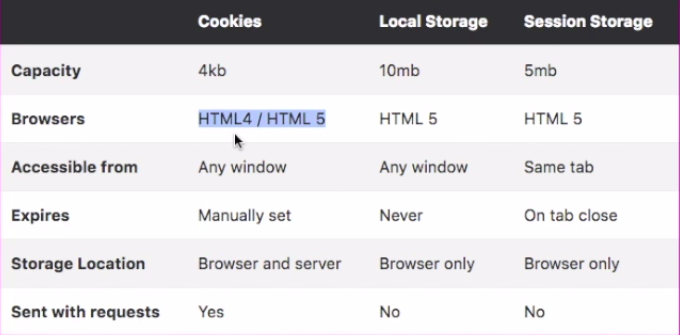 Cookies Local Storage Session Storage
Capacity 4kb 10mb 5mb
Browsers HTML4 / HTML 5 HTML 5 HTML 5
Accessible from Any window Any window Same tab
Expires Manually set Never On tab close
Storage Location Browser and server Browser only Browser only
Sent with requests Yes No No